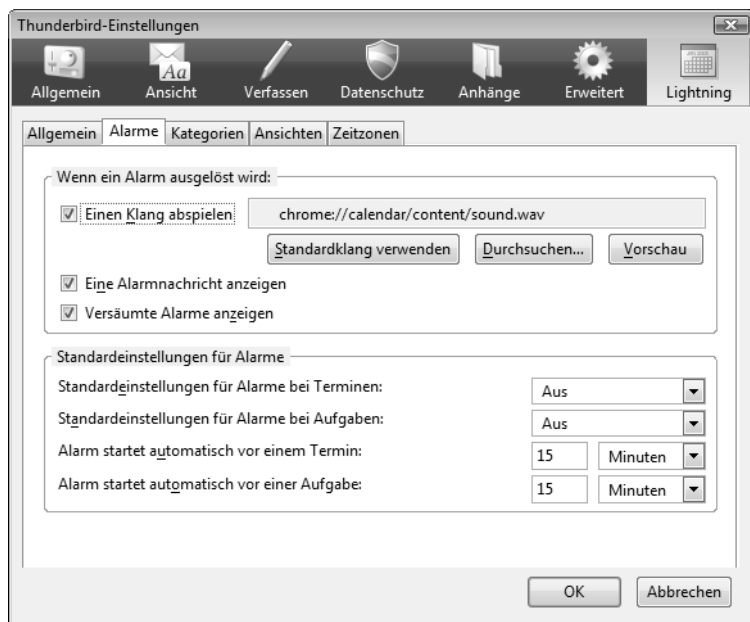 Thunderbird-Einstellungen
Allgemein Ansicht Verfassen Datenschutz Anhänge Erweitert Lightning
Allgemein Alarme Kategorien Ansichten Zeitzonen
Wenn ein Alarm ausgelöst wird:
Einen Klang abspielen chrome://calendar/content/sound.wav
Standardklang verwenden Durchsuchen... Vorschau
Eine Alarmnachricht anzeigen
Versäumte Alarme anzeigen
Standardeinstellungen für Alarme
Standardeinstellungen für Alarme bei Terminen: Aus
Standardeinstellungen für Alarme bei Aufgaben: Aus
Alarm startet automatisch vor einem Termin: 15 Minuten
Alarm startet automatisch vor einer Aufgabe: 15 Minuten
OK Abbrechen